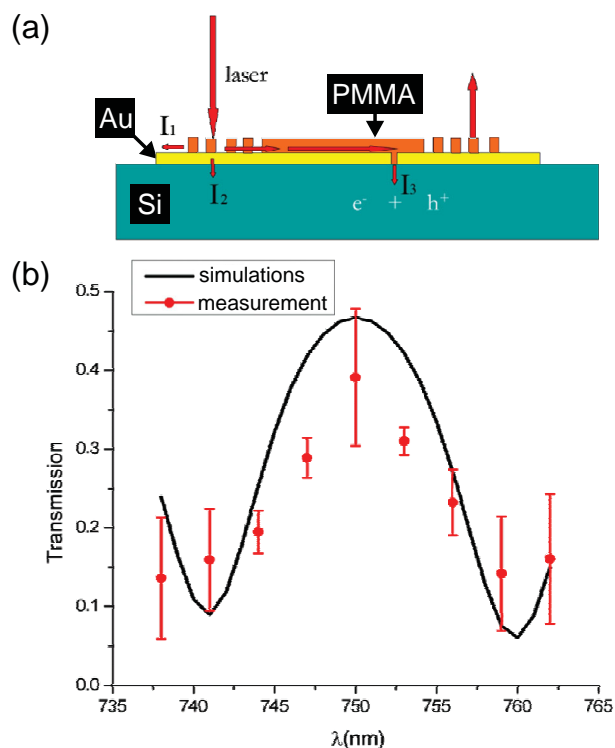 (a)
laser
PMMA
Au
I1
I2
I3
Si
e- + h+
(b)
simulations
measurement
0.5
0.4
0.3
0.2
0.1
0.0
Transmission
735 740 745 750 755 760 765
λ(nm)